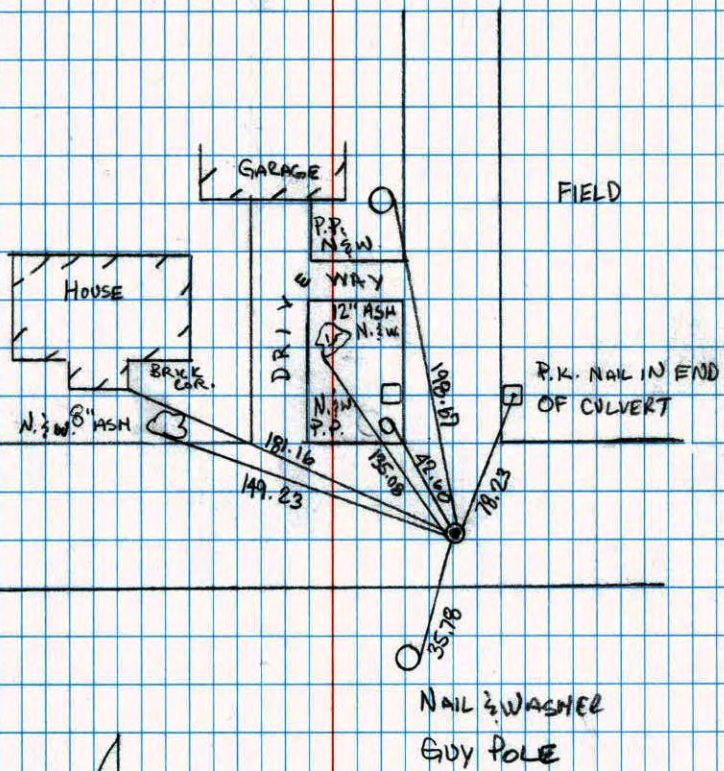 GARAGE
FIELD
P.P.
N & W.
HOUSE
DRIVE WAY
12" ASH
N. & W.
BRICK
COR.
198.67
P.K. NAIL IN END
OF CULVERT
N. & W. 8" ASH
N. & W.
P.P.
181.16
135.08
42.60
78.23
149.23
35.78
NAIL & WASHER
GUY POLE